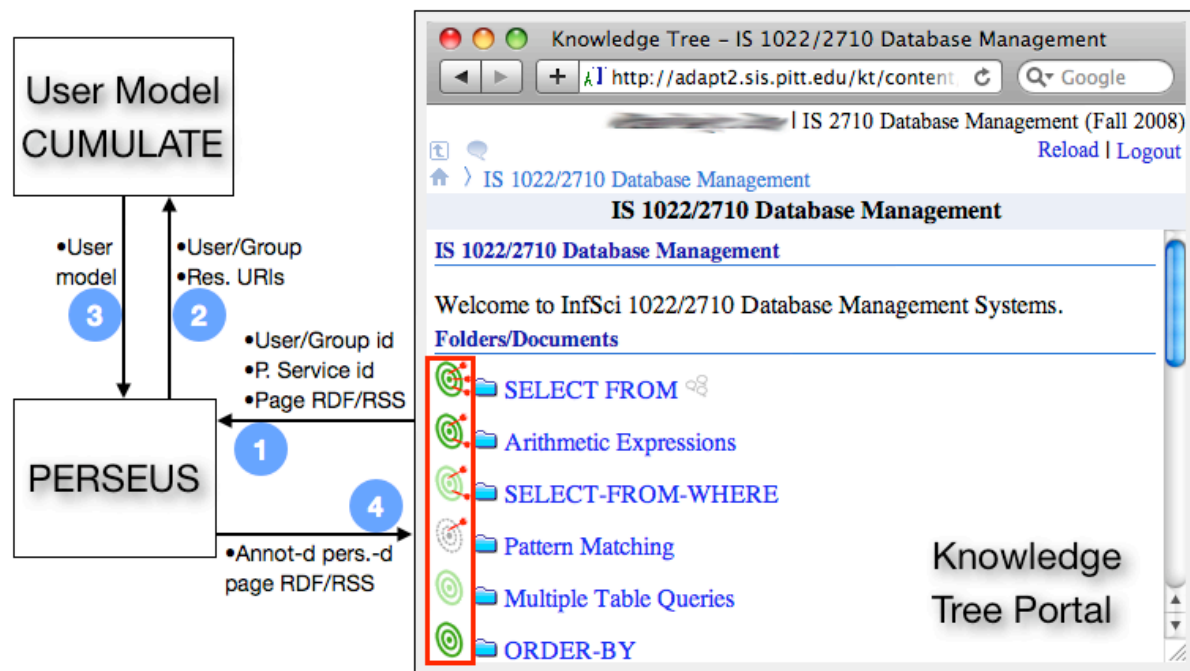 User Model
CUMULATE
•User
model
3
•User/Group
•Res. URIs
2
•User/Group id
•P. Service id
•Page RDF/RSS
1
PERSEUS
4
•Annot-d pers.-d
page RDF/RSS
Knowledge Tree – IS 1022/2710 Database Management
http://adapt2.sis.pitt.edu/kt/content
Google
| IS 2710 Database Management (Fall 2008)
Reload | Logout
IS 1022/2710 Database Management
IS 1022/2710 Database Management
IS 1022/2710 Database Management
Welcome to InfSci 1022/2710 Database Management Systems.
Folders/Documents
SELECT FROM
Arithmetic Expressions
SELECT-FROM-WHERE
Pattern Matching
Multiple Table Queries
ORDER-BY
Knowledge
Tree Portal